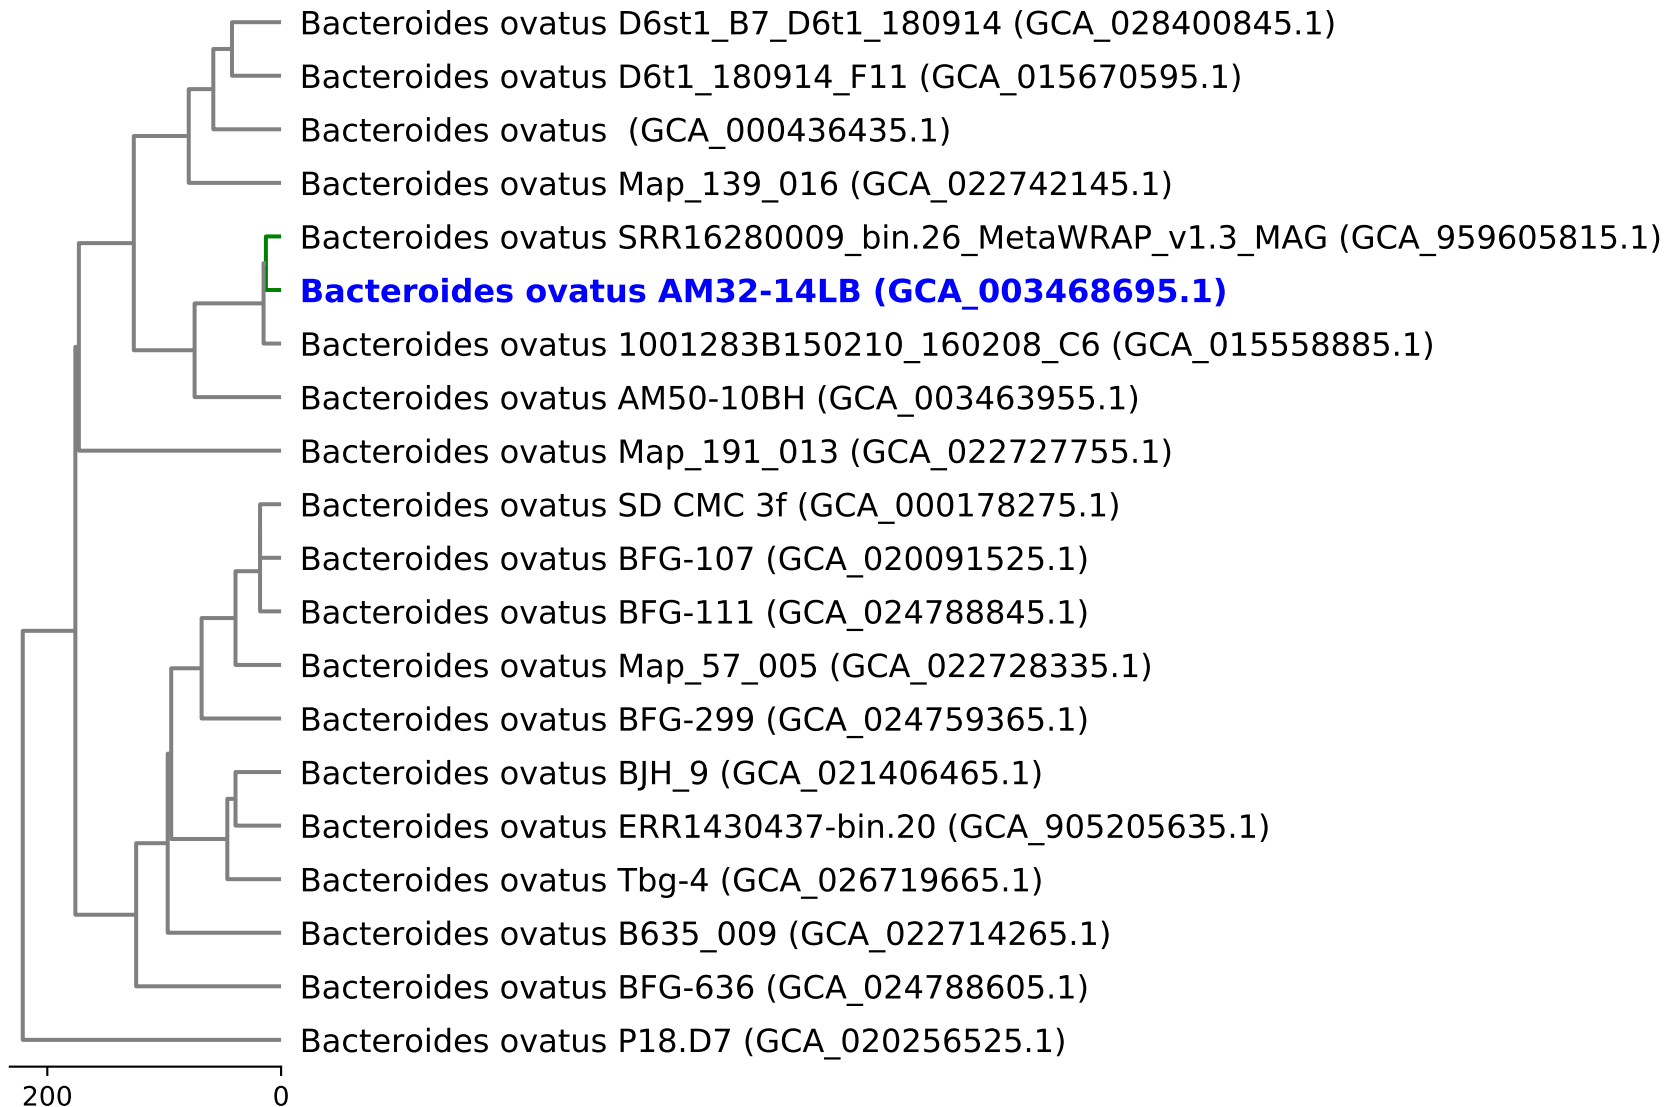 Bacteroides ovatus D6st1_B7_D6t1_180914 (GCA_028400845.1)
Bacteroides ovatus D6t1_180914_F11 (GCA_015670595.1)
Bacteroides ovatus  (GCA_000436435.1)
Bacteroides ovatus Map_139_016 (GCA_022742145.1)
Bacteroides ovatus SRR16280009_bin.26_MetaWRAP_v1.3_MAG (GCA_959605815.1)
Bacteroides ovatus AM32-14LB (GCA_003468695.1)
Bacteroides ovatus 1001283B150210_160208_C6 (GCA_015558885.1)
Bacteroides ovatus AM50-10BH (GCA_003463955.1)
Bacteroides ovatus Map_191_013 (GCA_022727755.1)
Bacteroides ovatus SD CMC 3f (GCA_000178275.1)
Bacteroides ovatus BFG-107 (GCA_020091525.1)
Bacteroides ovatus BFG-111 (GCA_024788845.1)
Bacteroides ovatus Map_57_005 (GCA_022728335.1)
Bacteroides ovatus BFG-299 (GCA_024759365.1)
Bacteroides ovatus BJH_9 (GCA_021406465.1)
Bacteroides ovatus ERR1430437-bin.20 (GCA_905205635.1)
Bacteroides ovatus Tbg-4 (GCA_026719665.1)
Bacteroides ovatus B635_009 (GCA_022714265.1)
Bacteroides ovatus BFG-636 (GCA_024788605.1)
Bacteroides ovatus P18.D7 (GCA_020256525.1)
200 0